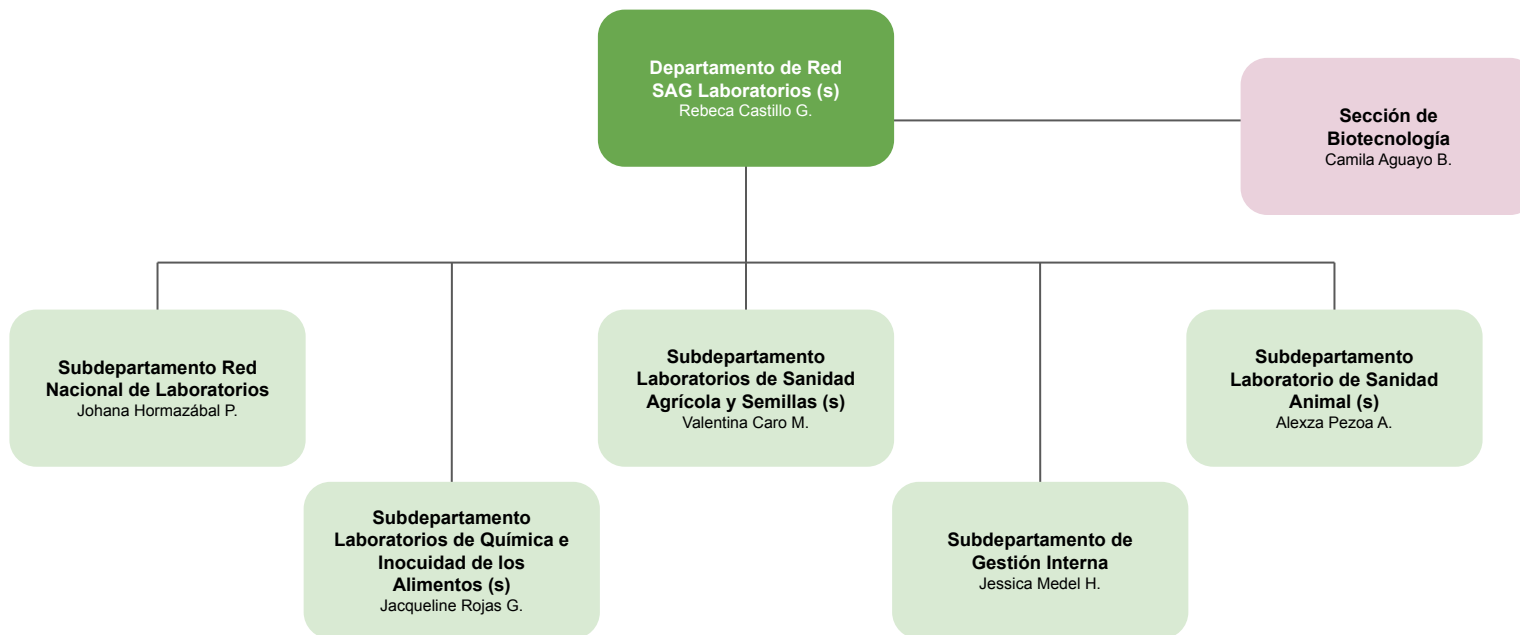 Departamento de Red
SAG Laboratorios (s)
Rebeca Castillo G.
Sección de
Biotecnología
Camila Aguayo B.
Subdepartamento Red
Nacional de Laboratorios
Johana Hormazábal P.
Subdepartamento
Laboratorios de Sanidad
Agrícola y Semillas (s)
Valentina Caro M.
Subdepartamento
Laboratorio de Sanidad
Animal (s)
Alexza Pezoa A.
Subdepartamento
Laboratorios de Química e
Inocuidad de los
Alimentos (s)
Jacqueline Rojas G.
Subdepartamento de
Gestión Interna
Jessica Medel H.